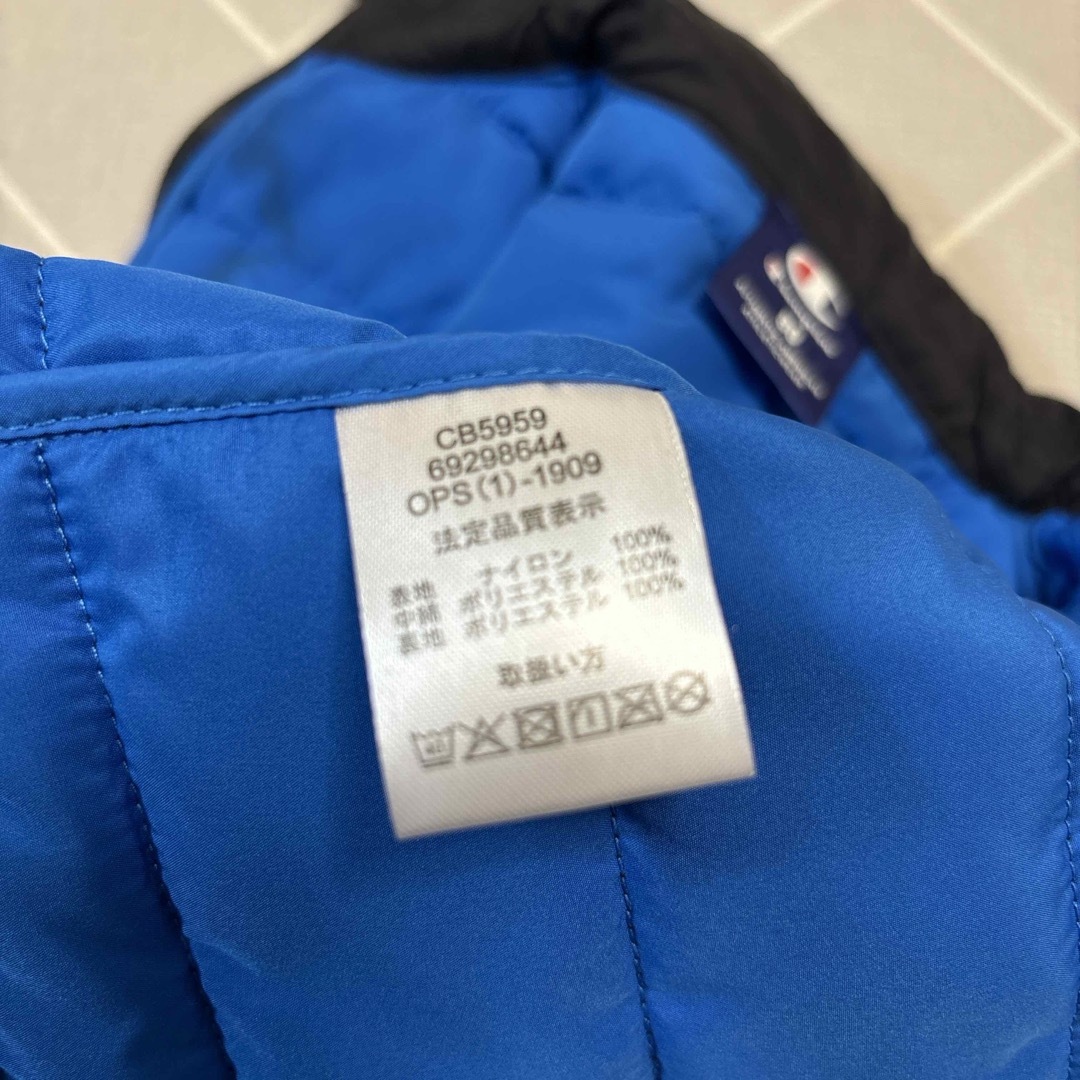 CB5959
69298644
OPS(1)-1909
法定品質表示
表地 ナイロン 100%
中綿 ポリエステル 100%
裏地 ポリエステル 100%
取扱い方